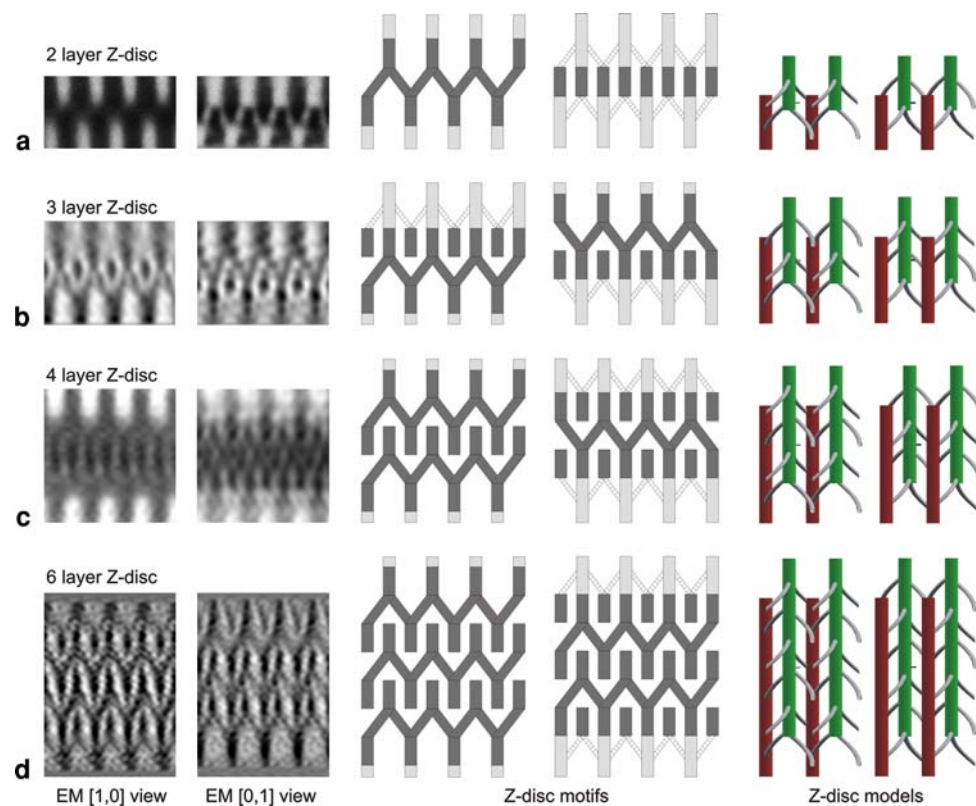 a
2 layer Z-disc
b
3 layer Z-disc
c
4 layer Z-disc
d
6 layer Z-disc
EM [1,0] view
EM [0,1] view
Z-disc motifs
Z-disc models